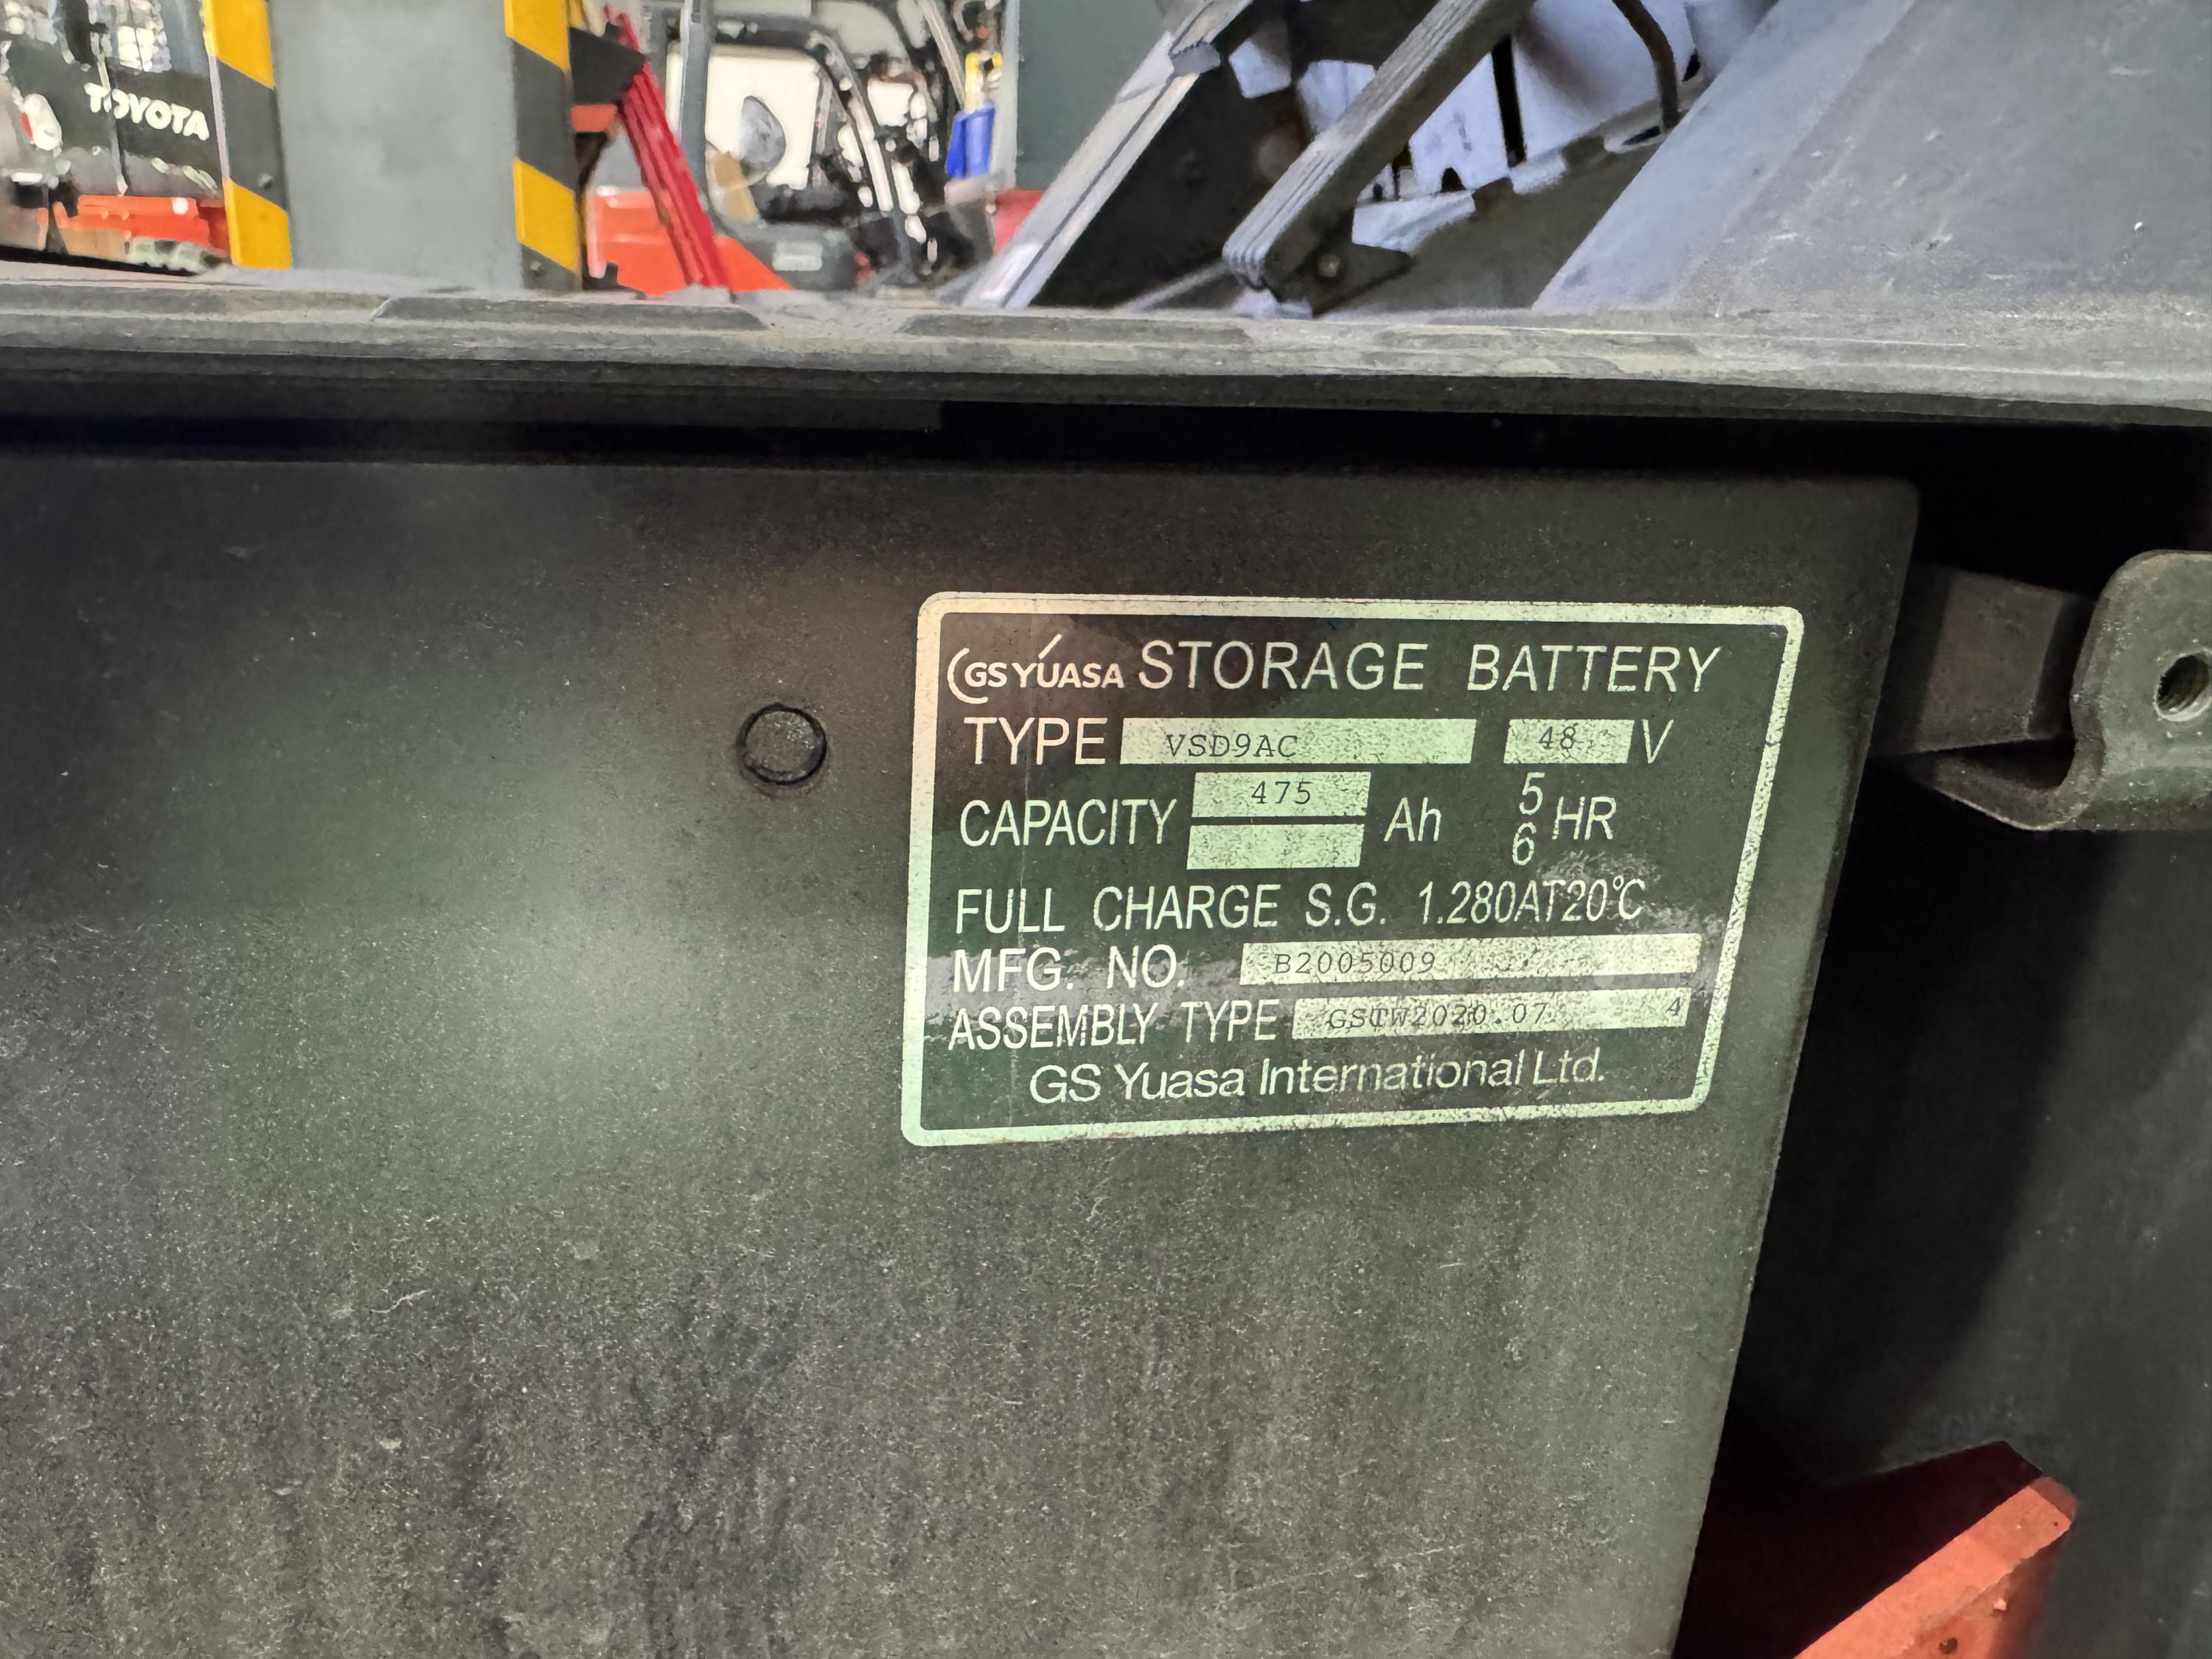 TOYOTA
GS YUASA STORAGE BATTERY
TYPE VSD9AC 48 V
CAPACITY 475 Ah 5 HR
6
FULL CHARGE S.G. 1.280AT20℃
MFG. NO. B2005009
ASSEMBLY TYPE GSTW2020.07 4
GS Yuasa International Ltd.